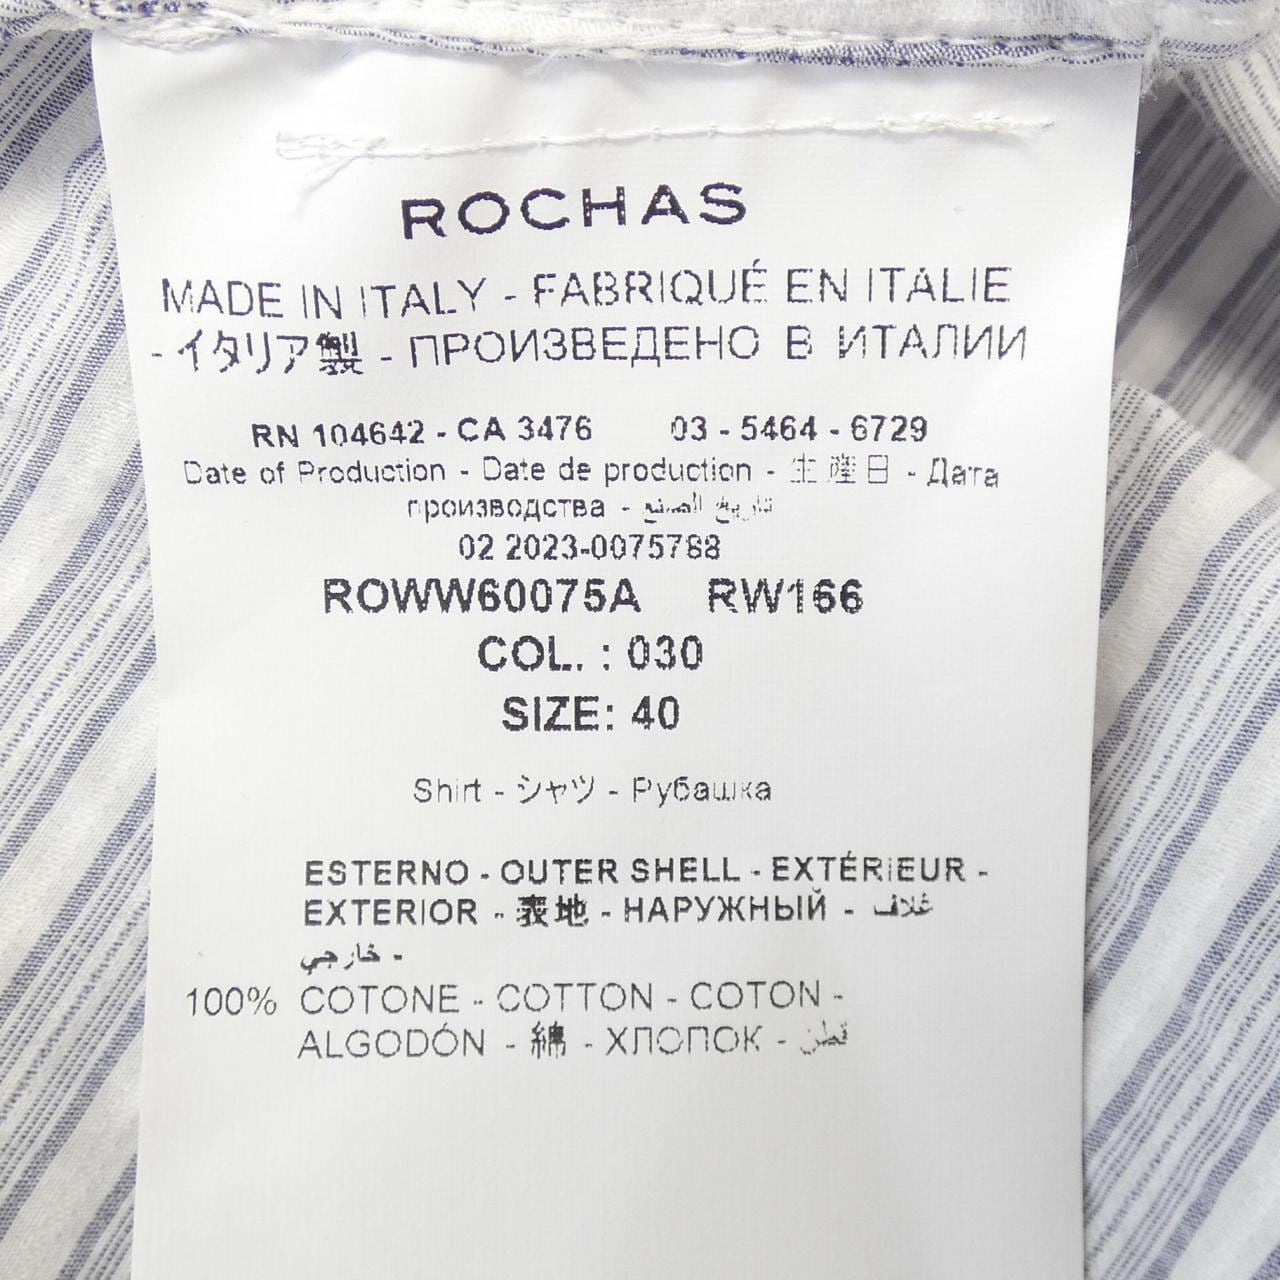 ROCHAS
MADE IN ITALY - FABRIQUÉ EN ITALIE
- イタリア製 - ПРОИЗВЕДЕНО В ИТАЛИИ
RN 104642 - CA 3476 03 - 5464 - 6729
Date of Production - Date de production - 生産日 - Дата
производства - تاريخ الصنع
02 2023-0075788
ROWW60075A RW166
COL. : 030
SIZE: 40
Shirt - シャツ - Рубашка
ESTERNO - OUTER SHELL - EXTÉRIEUR -
EXTERIOR - 表地 - НАРУЖНЫЙ - غلاف
خارجي -
100% COTONE - COTTON - COTON -
ALGODÓN - 綿 - ХЛОПОК - قطن